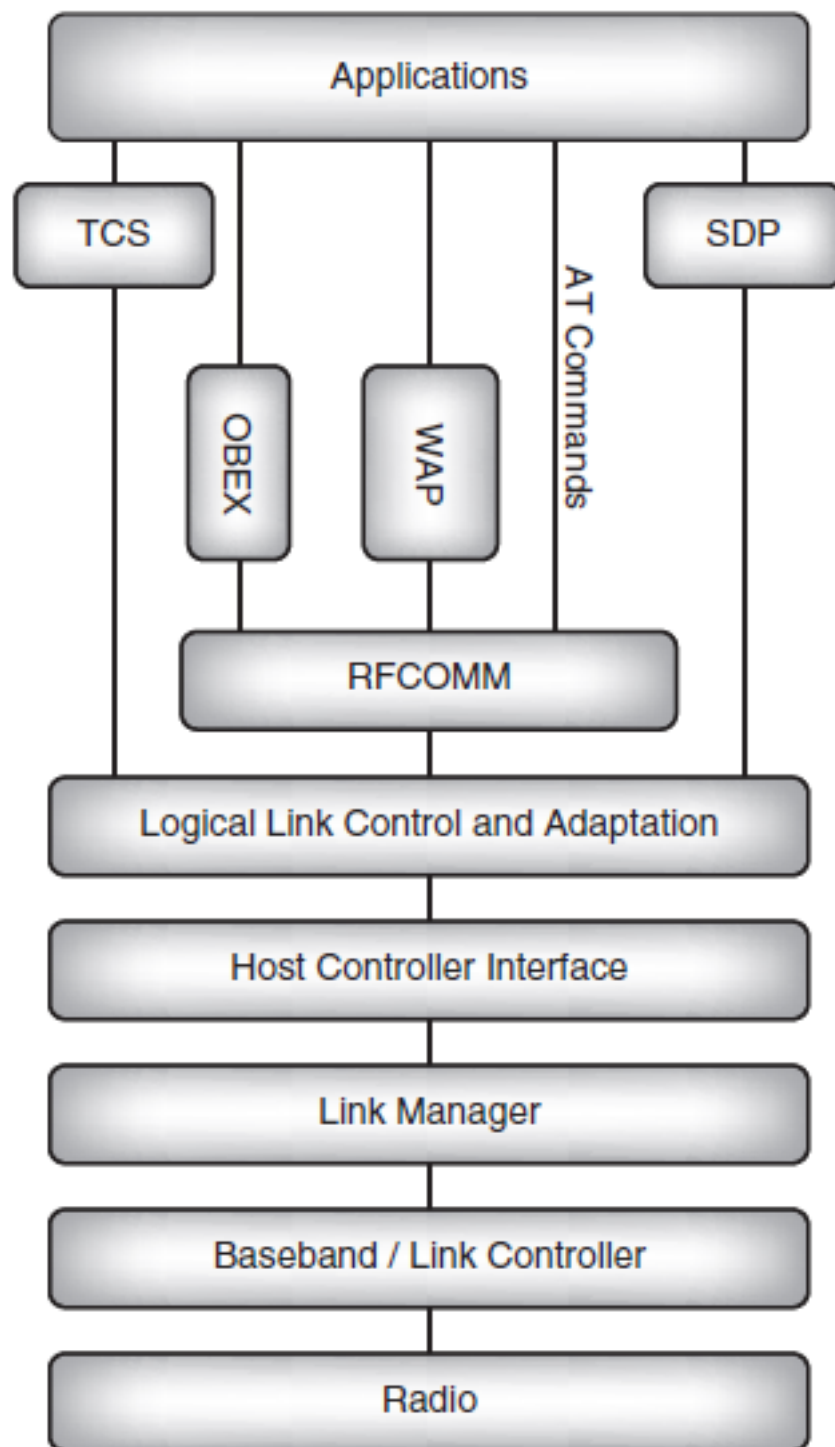 Applications
TCS
SDP
AT Commands
OBEX
WAP
RFCOMM
Logical Link Control and Adaptation
Host Controller Interface
Link Manager
Baseband / Link Controller
Radio